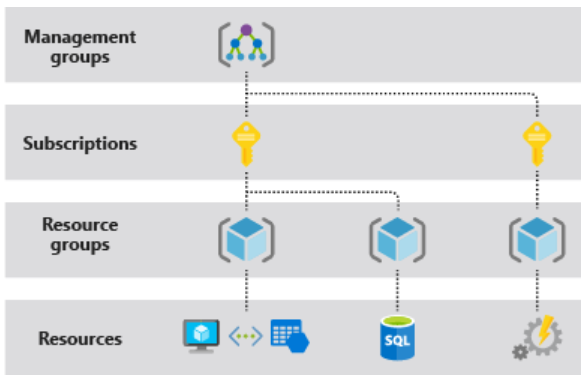 Management
groups
Subscriptions
Resource
groups
Resources
SQL